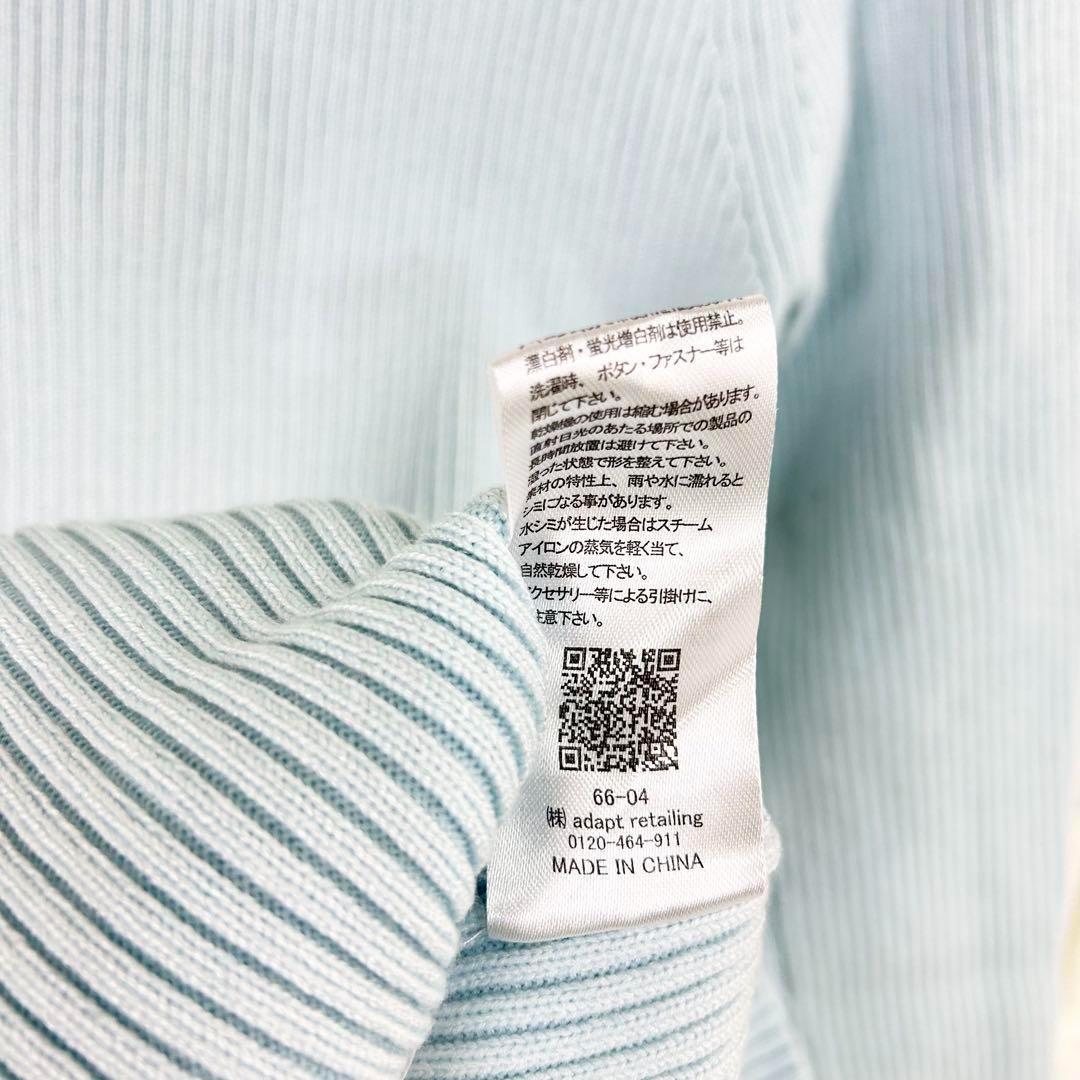 漂白剤・蛍光増白剤は使用禁止。
洗濯時、ボタン・ファスナー等は
閉じて下さい。
乾燥機の使用は縮む場合があります。
直射日光のあたる場所での製品の
長時間放置は避けて下さい。
湿った状態で形を整えて下さい。
素材の特性上、雨や水に濡れると
シミになる事があります。
水シミが生じた場合はスチーム
アイロンの蒸気を軽く当て、
自然乾燥して下さい。
アクセサリー等による引掛けに、
注意下さい。
66-04
㈱ adapt retailing
0120-464-911
MADE IN CHINA